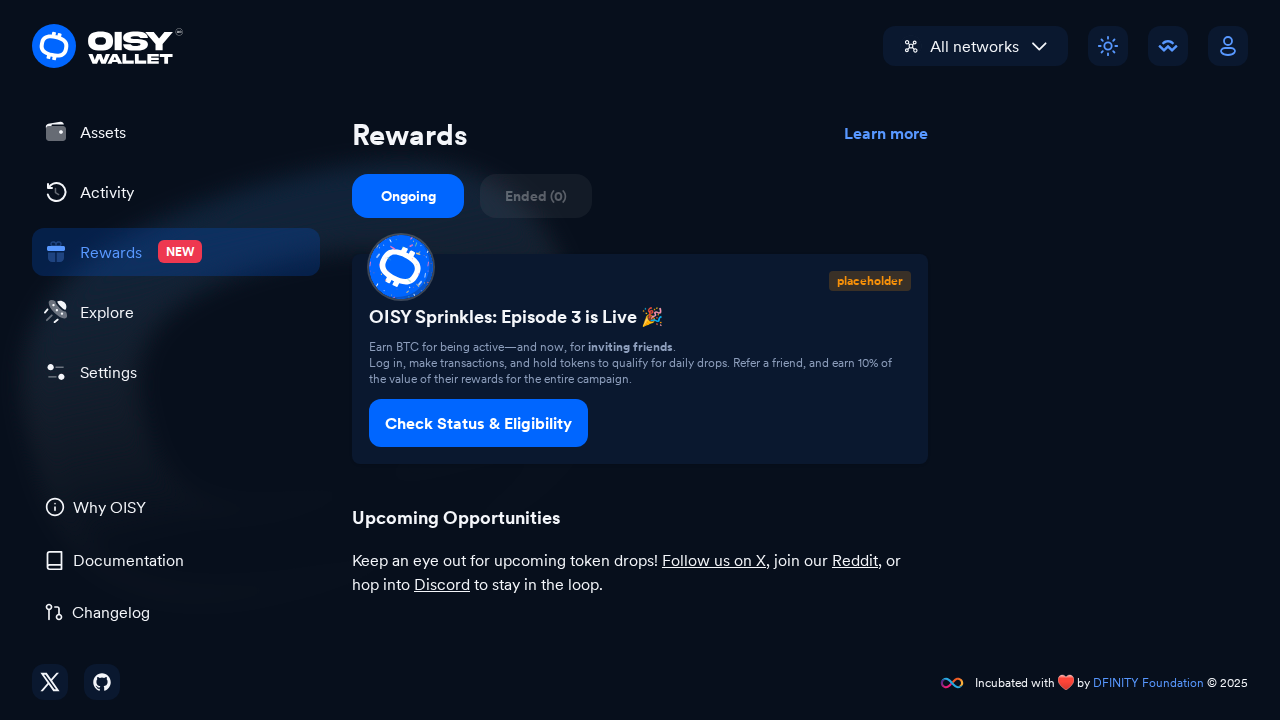 OISY
WALLET
All networks
Assets
Activity
Rewards NEW
Explore
Settings
Why OISY
Documentation
Changelog
Rewards
Learn more
Ongoing
Ended (0)
placeholder
OISY Sprinkles: Episode 3 is Live 🎉
Earn BTC for being active—and now, for inviting friends.
Log in, make transactions, and hold tokens to qualify for daily drops. Refer a friend, and earn 10% of
the value of their rewards for the entire campaign.
Check Status & Eligibility
Upcoming Opportunities
Keep an eye out for upcoming token drops! Follow us on X, join our Reddit, or
hop into Discord to stay in the loop.
Incubated with ❤️ by DFINITY Foundation © 2025